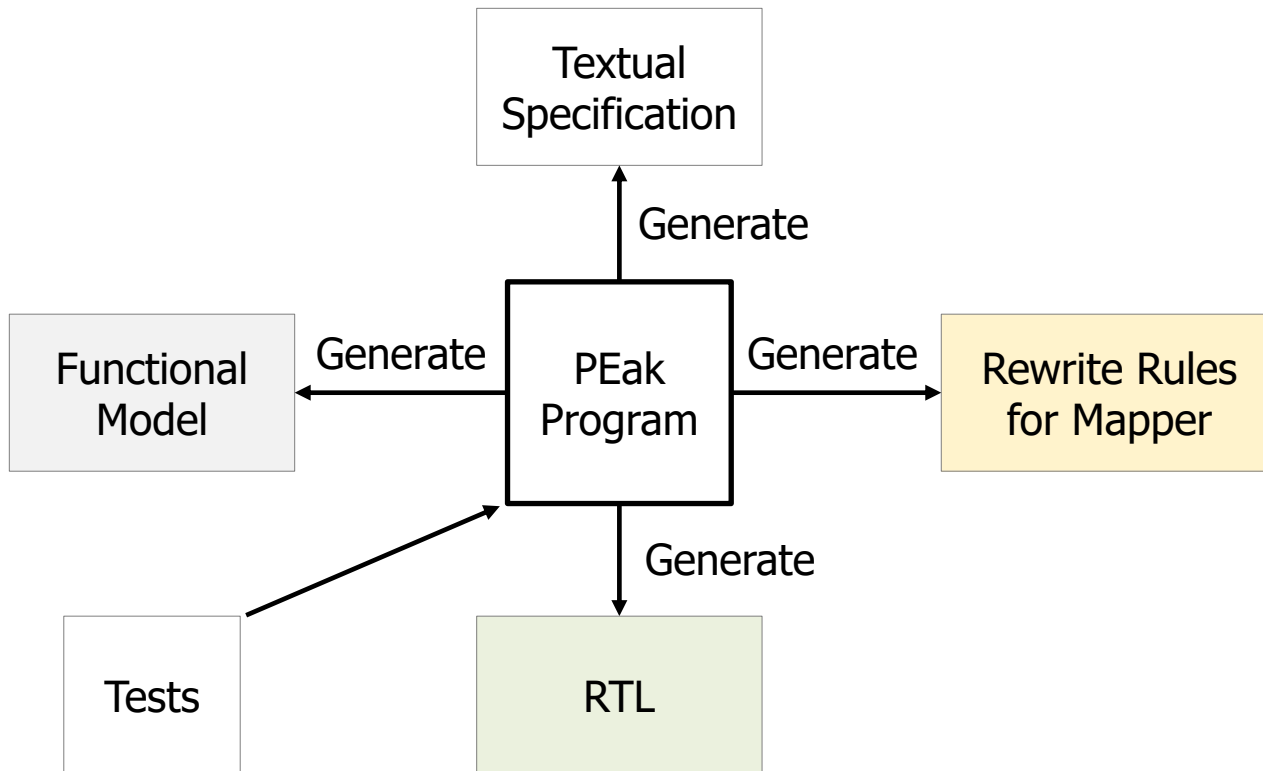 Textual
Specification
Generate
Functional
Model
Generate
PEak
Program
Generate
Rewrite Rules
for Mapper
Generate
Tests
RTL